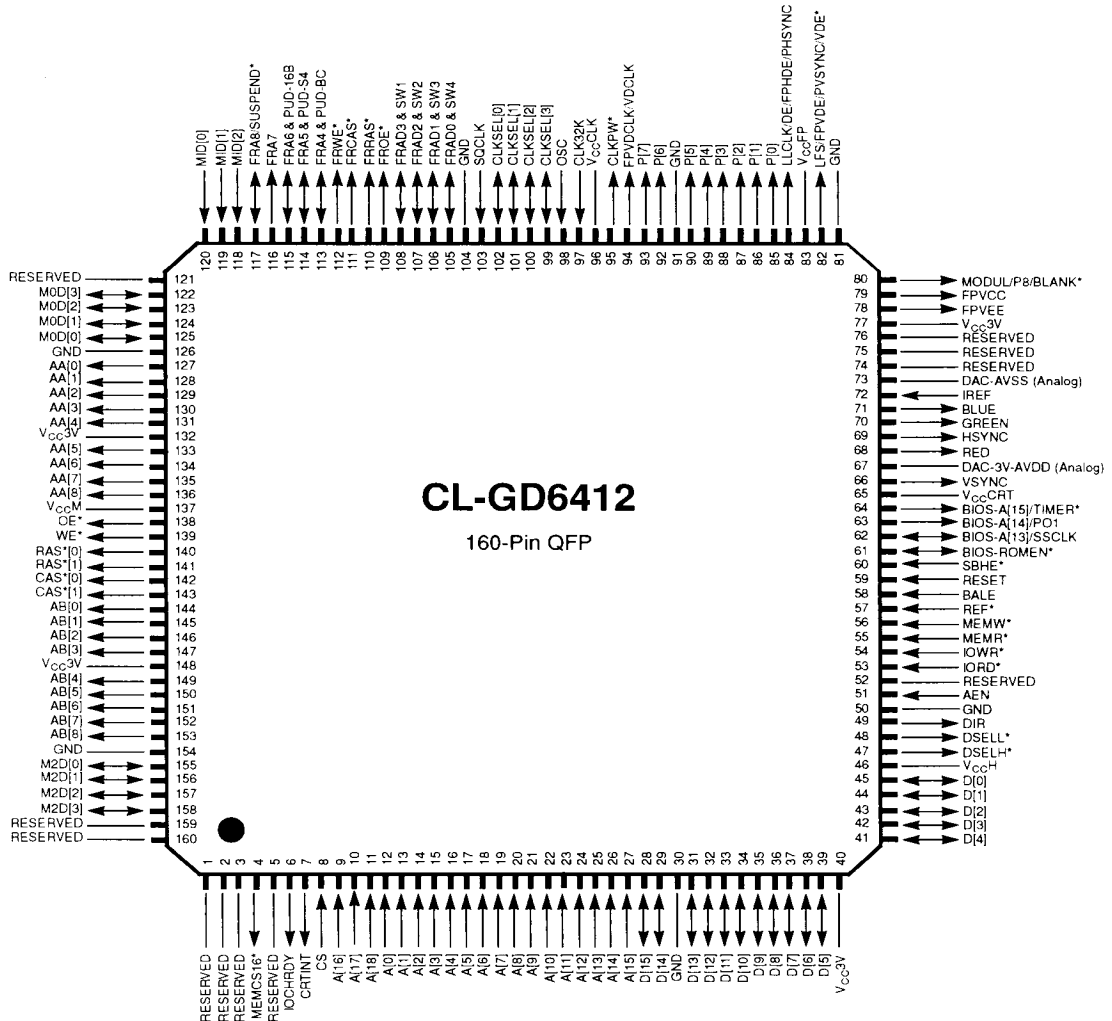 MID[0]
MID[1]
MID[2]
FRA8/SUSPEND*
FRA7
FRA6 & PUD-16B
FRA5 & PUD-S4
FRA4 & PUD-BC
FRWE*
FRCAS*
FRRAS*
FROE*
FRAD3 & SW1
FRAD2 & SW2
FRAD1 & SW3
FRAD0 & SW4
GND
SQCLK
CLKSEL[0]
CLKSEL[1]
CLKSEL[2]
CLKSEL[3]
OSC
CLK32K
VCCCLK
CLKPW*
FPVDCLK/VDCLK
P[7]
P[6]
GND
P[5]
P[4]
P[3]
P[2]
P[1]
P[0]
LLCLK/DE/FPHDE/PHSYNC
VCCFP
LFS/FPVDE/PVSYNC/VDE*
GND
120 119 118 117 116 115 114 113 112 111 110 109 108 107 106 105 104 103 102 101 100 99 98 97 96 95 94 93 92 91 90 89 88 87 86 85 84 83 82 81
RESERVED 121
M0D[3] 122
M0D[2] 123
M0D[1] 124
M0D[0] 125
GND 126
AA[0] 127
AA[1] 128
AA[2] 129
AA[3] 130
AA[4] 131
VCC3V 132
AA[5] 133
AA[6] 134
AA[7] 135
AA[8] 136
VCCM 137
OE* 138
WE* 139
RAS*[0] 140
RAS*[1] 141
CAS*[0] 142
CAS*[1] 143
AB[0] 144
AB[1] 145
AB[2] 146
AB[3] 147
VCC3V 148
AB[4] 149
AB[5] 150
AB[6] 151
AB[7] 152
AB[8] 153
GND 154
M2D[0] 155
M2D[1] 156
M2D[2] 157
M2D[3] 158
RESERVED 159
RESERVED 160
CL-GD6412
160-Pin QFP
80 MODUL/P8/BLANK*
79 FPVCC
78 FPVEE
77 VCC3V
76 RESERVED
75 RESERVED
74 RESERVED
73 DAC-AVSS (Analog)
72 IREF
71 BLUE
70 GREEN
69 HSYNC
68 RED
67 DAC-3V-AVDD (Analog)
66 VSYNC
65 VCCCRT
64 BIOS-A[15]/TIMER*
63 BIOS-A[14]/PO1
62 BIOS-A[13]/SSCLK
61 BIOS-ROMEN*
60 SBHE*
59 RESET
58 BALE
57 REF*
56 MEMW*
55 MEMR*
54 IOWR*
53 IORD*
52 RESERVED
51 AEN
50 GND
49 DIR
48 DSELL*
47 DSELH*
46 VCCH
45 D[0]
44 D[1]
43 D[2]
42 D[3]
41 D[4]
1 2 3 4 5 6 7 8 9 10 11 12 13 14 15 16 17 18 19 20 21 22 23 24 25 26 27 28 29 30 31 32 33 34 35 36 37 38 39 40
RESERVED
RESERVED
RESERVED
MEMCS16*
RESERVED
IOCHRDY
CRTINT
CS
A[16]
A[17]
A[18]
A[0]
A[1]
A[2]
A[3]
A[4]
A[5]
A[6]
A[7]
A[8]
A[9]
A[10]
A[11]
A[12]
A[13]
A[14]
A[15]
D[15]
D[14]
GND
D[13]
D[12]
D[11]
D[10]
D[9]
D[8]
D[7]
D[6]
D[5]
VCC3V